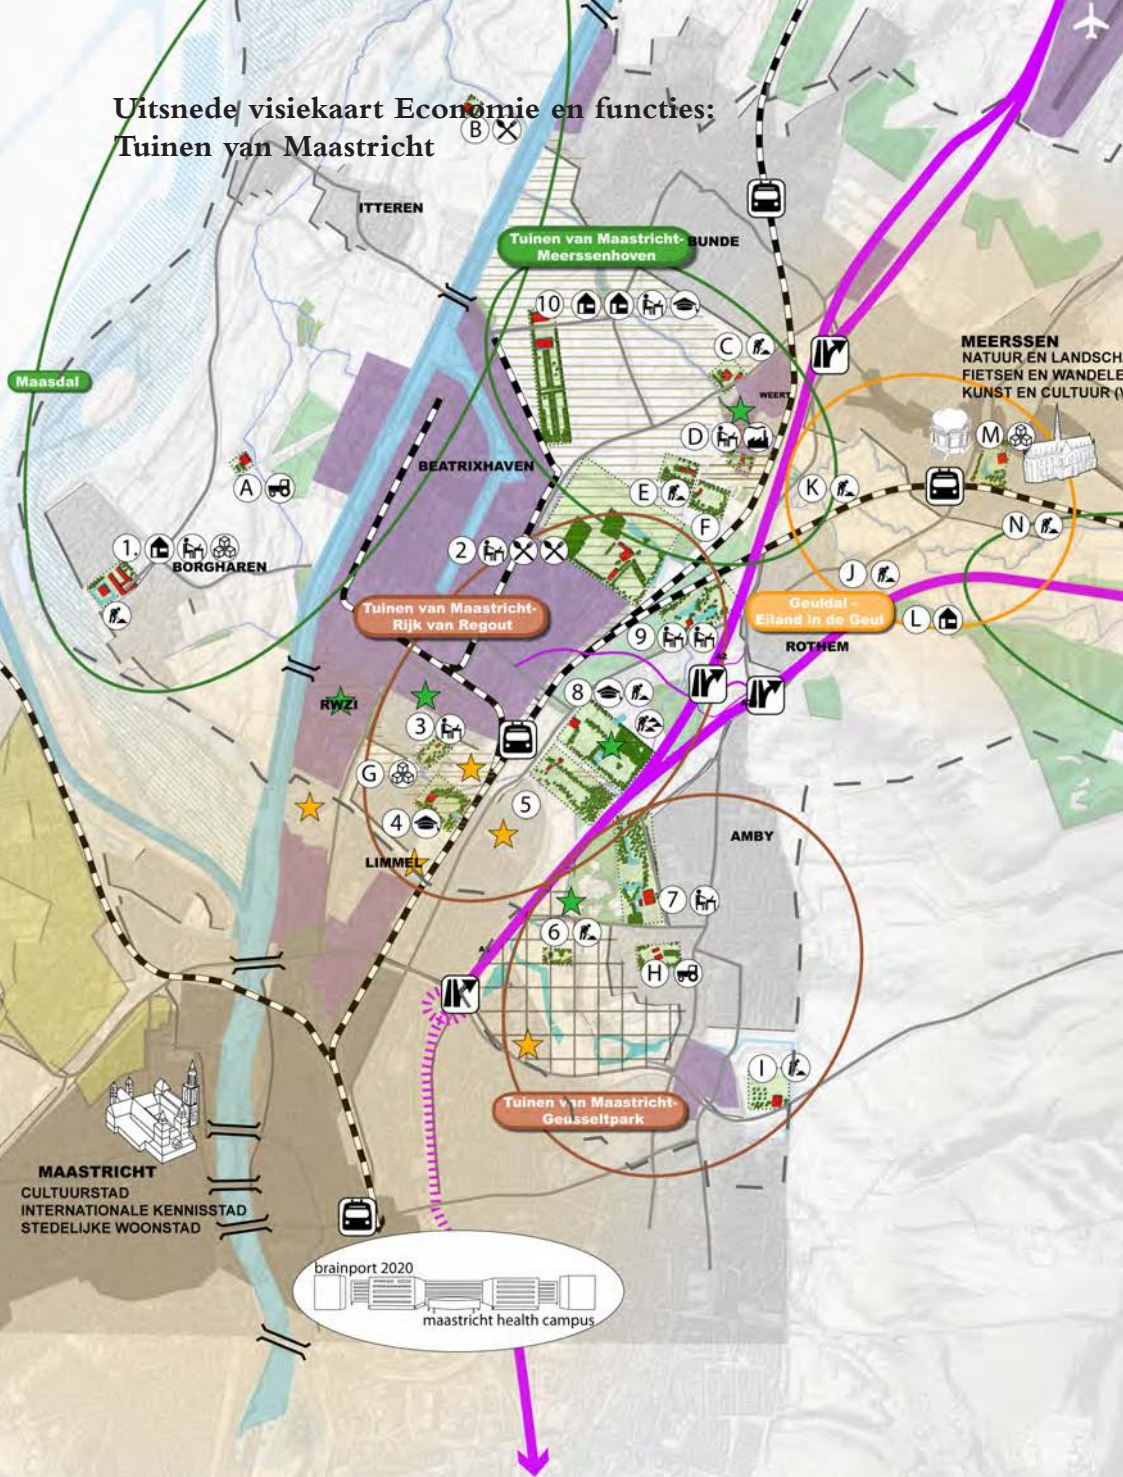 Uitsnede visiekaart Economie en functies:
Tuinen van Maastricht
B
ITTEREN
Tuinen van Maastricht-
Meerssenhoven
BUNDE
10
C
MEERSSEN
NATUUR EN LANDSCHA
FIETSEN EN WANDELE
KUNST EN CULTUUR (V
Maasdal
WEERT
D
M
BEATRIXHAVEN
A
E
K
F
N
1.
BORGHAREN
2
J
Tuinen van Maastricht-
Rijk van Regout
Geuldal -
Eiland in de Geul
L
9
ROTHEM
A2
8
RWZI
3
G
5
4
AMBY
LIMMEL
7
6
H
I
Tuinen van Maastricht-
Geusseltpark
MAASTRICHT
CULTUURSTAD
INTERNATIONALE KENNISSTAD
STEDELIJKE WOONSTAD
brainport 2020
maastricht health campus